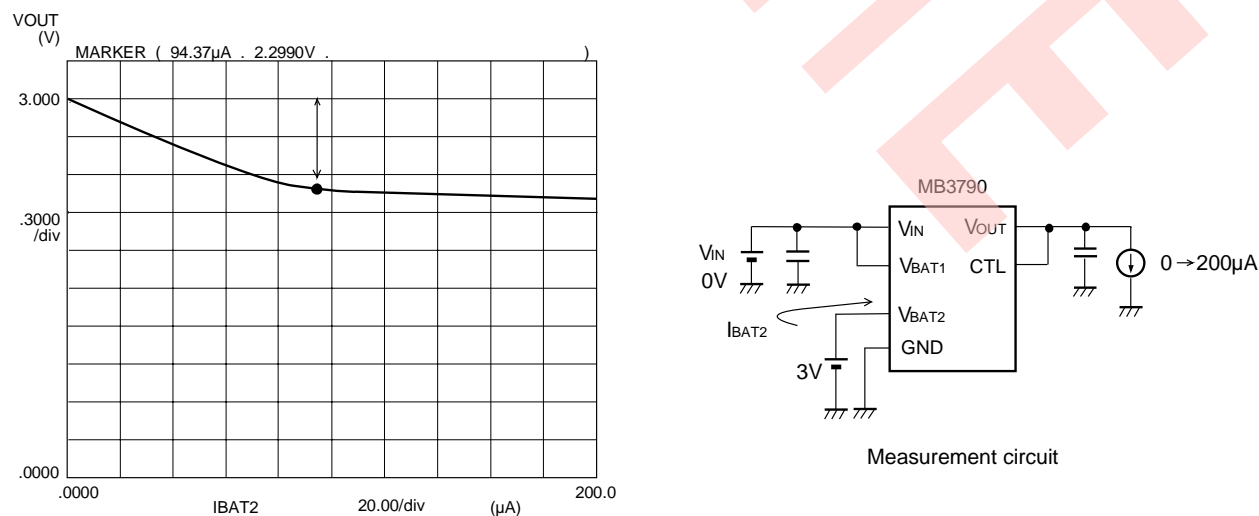 VOUT
(V)
MARKER ( 94.37µA . 2.2990V . )
3.000
.3000
/div
.0000
.0000
IBAT2
20.00/div
(µA)
200.0
MB3790
VIN
VOUT
VBAT1
CTL
VBAT2
GND
VIN
0V
IBAT2
3V
0→200µA
Measurement circuit